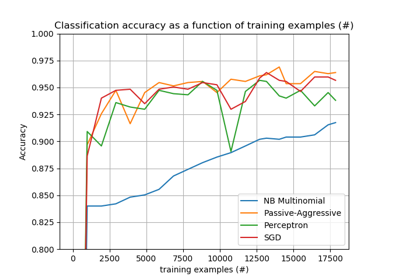 Classification accuracy as a function of training examples (#)
1.000
0.975
0.950
0.925
0.900
0.875
0.850
0.825
0.800
Accuracy
0 2500 5000 7500 10000 12500 15000 17500
training examples (#)
NB Multinomial
Passive-Aggressive
Perceptron
SGD